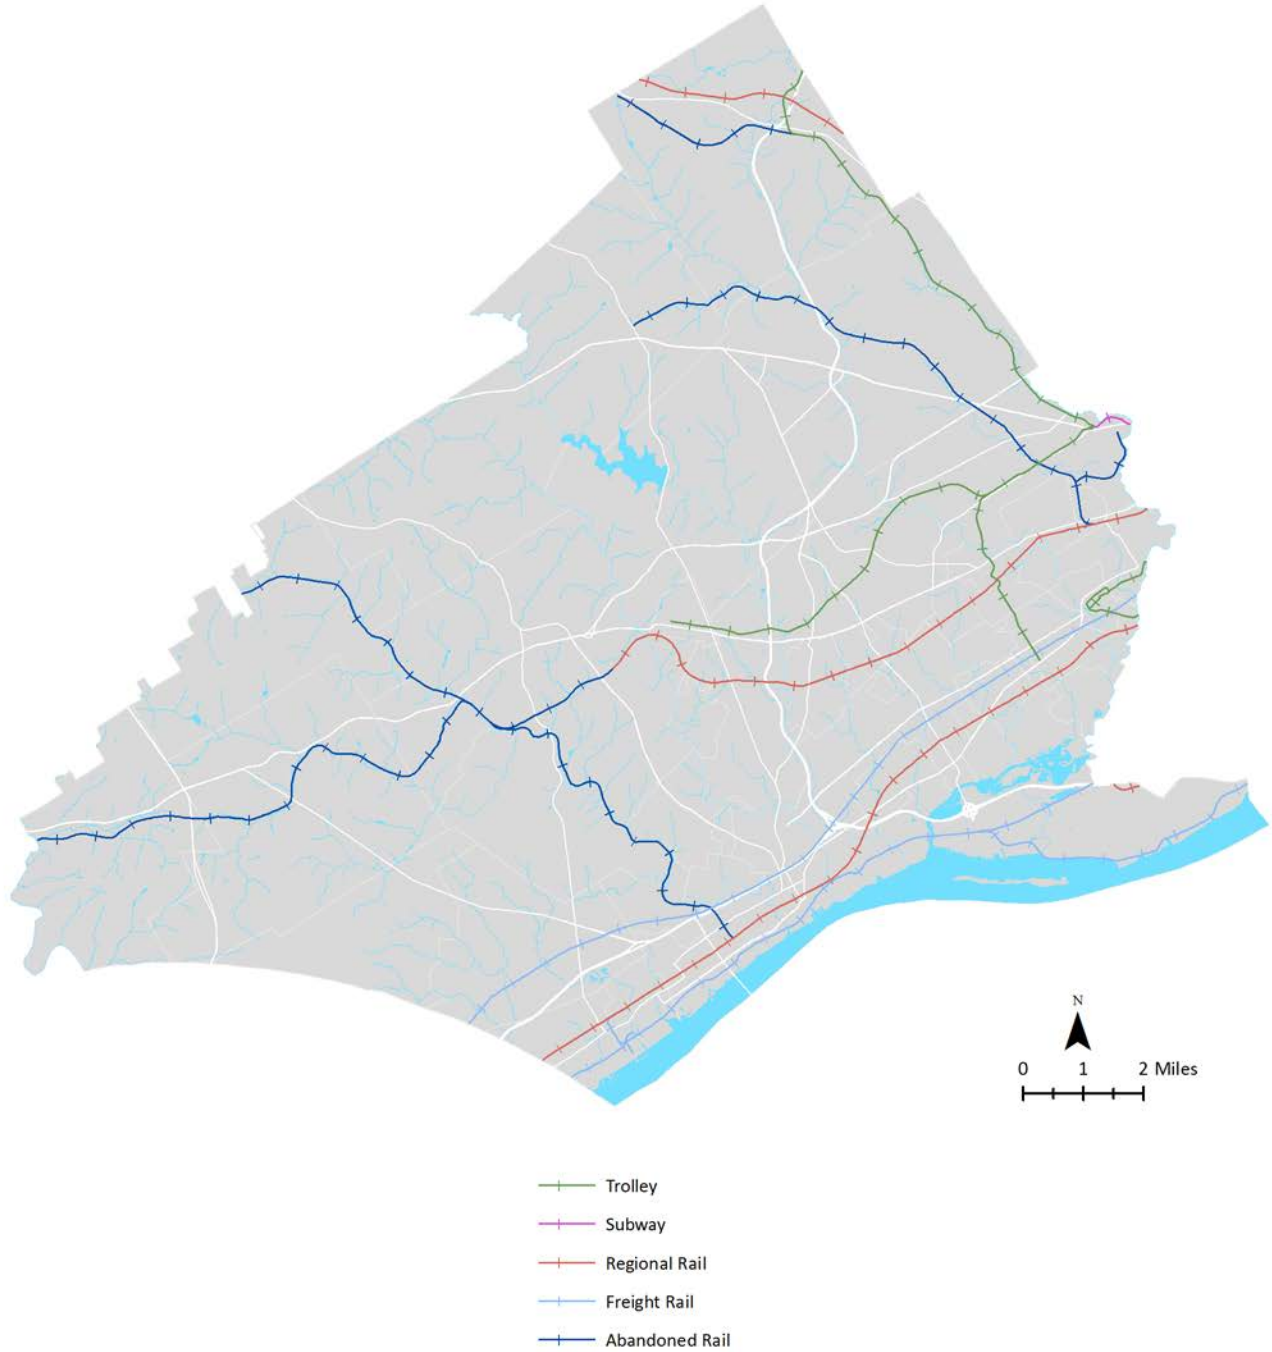 N
0 1 2 Miles
Trolley
Subway
Regional Rail
Freight Rail
Abandoned Rail